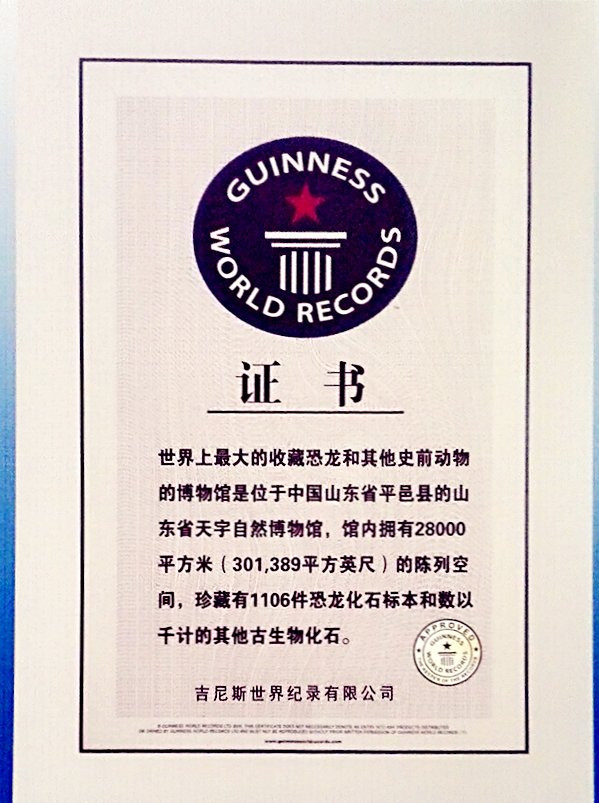 GUINNESS
WORLD RECORDS
证 书
世界上最大的收藏恐龙和其他史前动物
的博物馆是位于中国山东省平邑县的山
东省天宇自然博物馆，馆内拥有28000
平方米（301,389平方英尺）的陈列空
间，珍藏有1106件恐龙化石标本和数以
千计的其他古生物化石。
APPROVED
GUINNESS
WORLD RECORDS
吉尼斯世界纪录有限公司
www.guinnessworldrecords.com